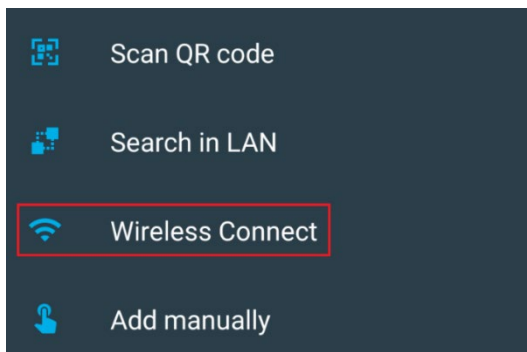 Scan QR code
Search in LAN
Wireless Connect
Add manually